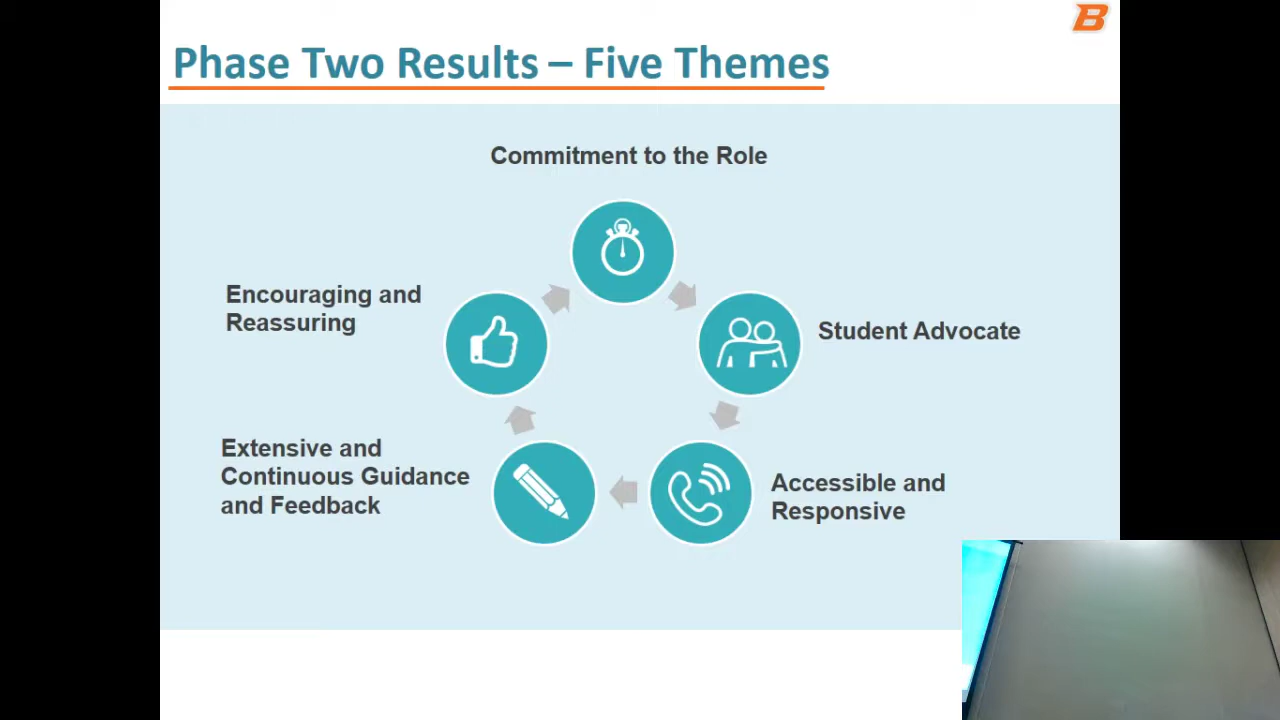 B
Phase Two Results – Five Themes
Commitment to the Role
Student Advocate
Accessible and
Responsive
Extensive and
Continuous Guidance
and Feedback
Encouraging and
Reassuring